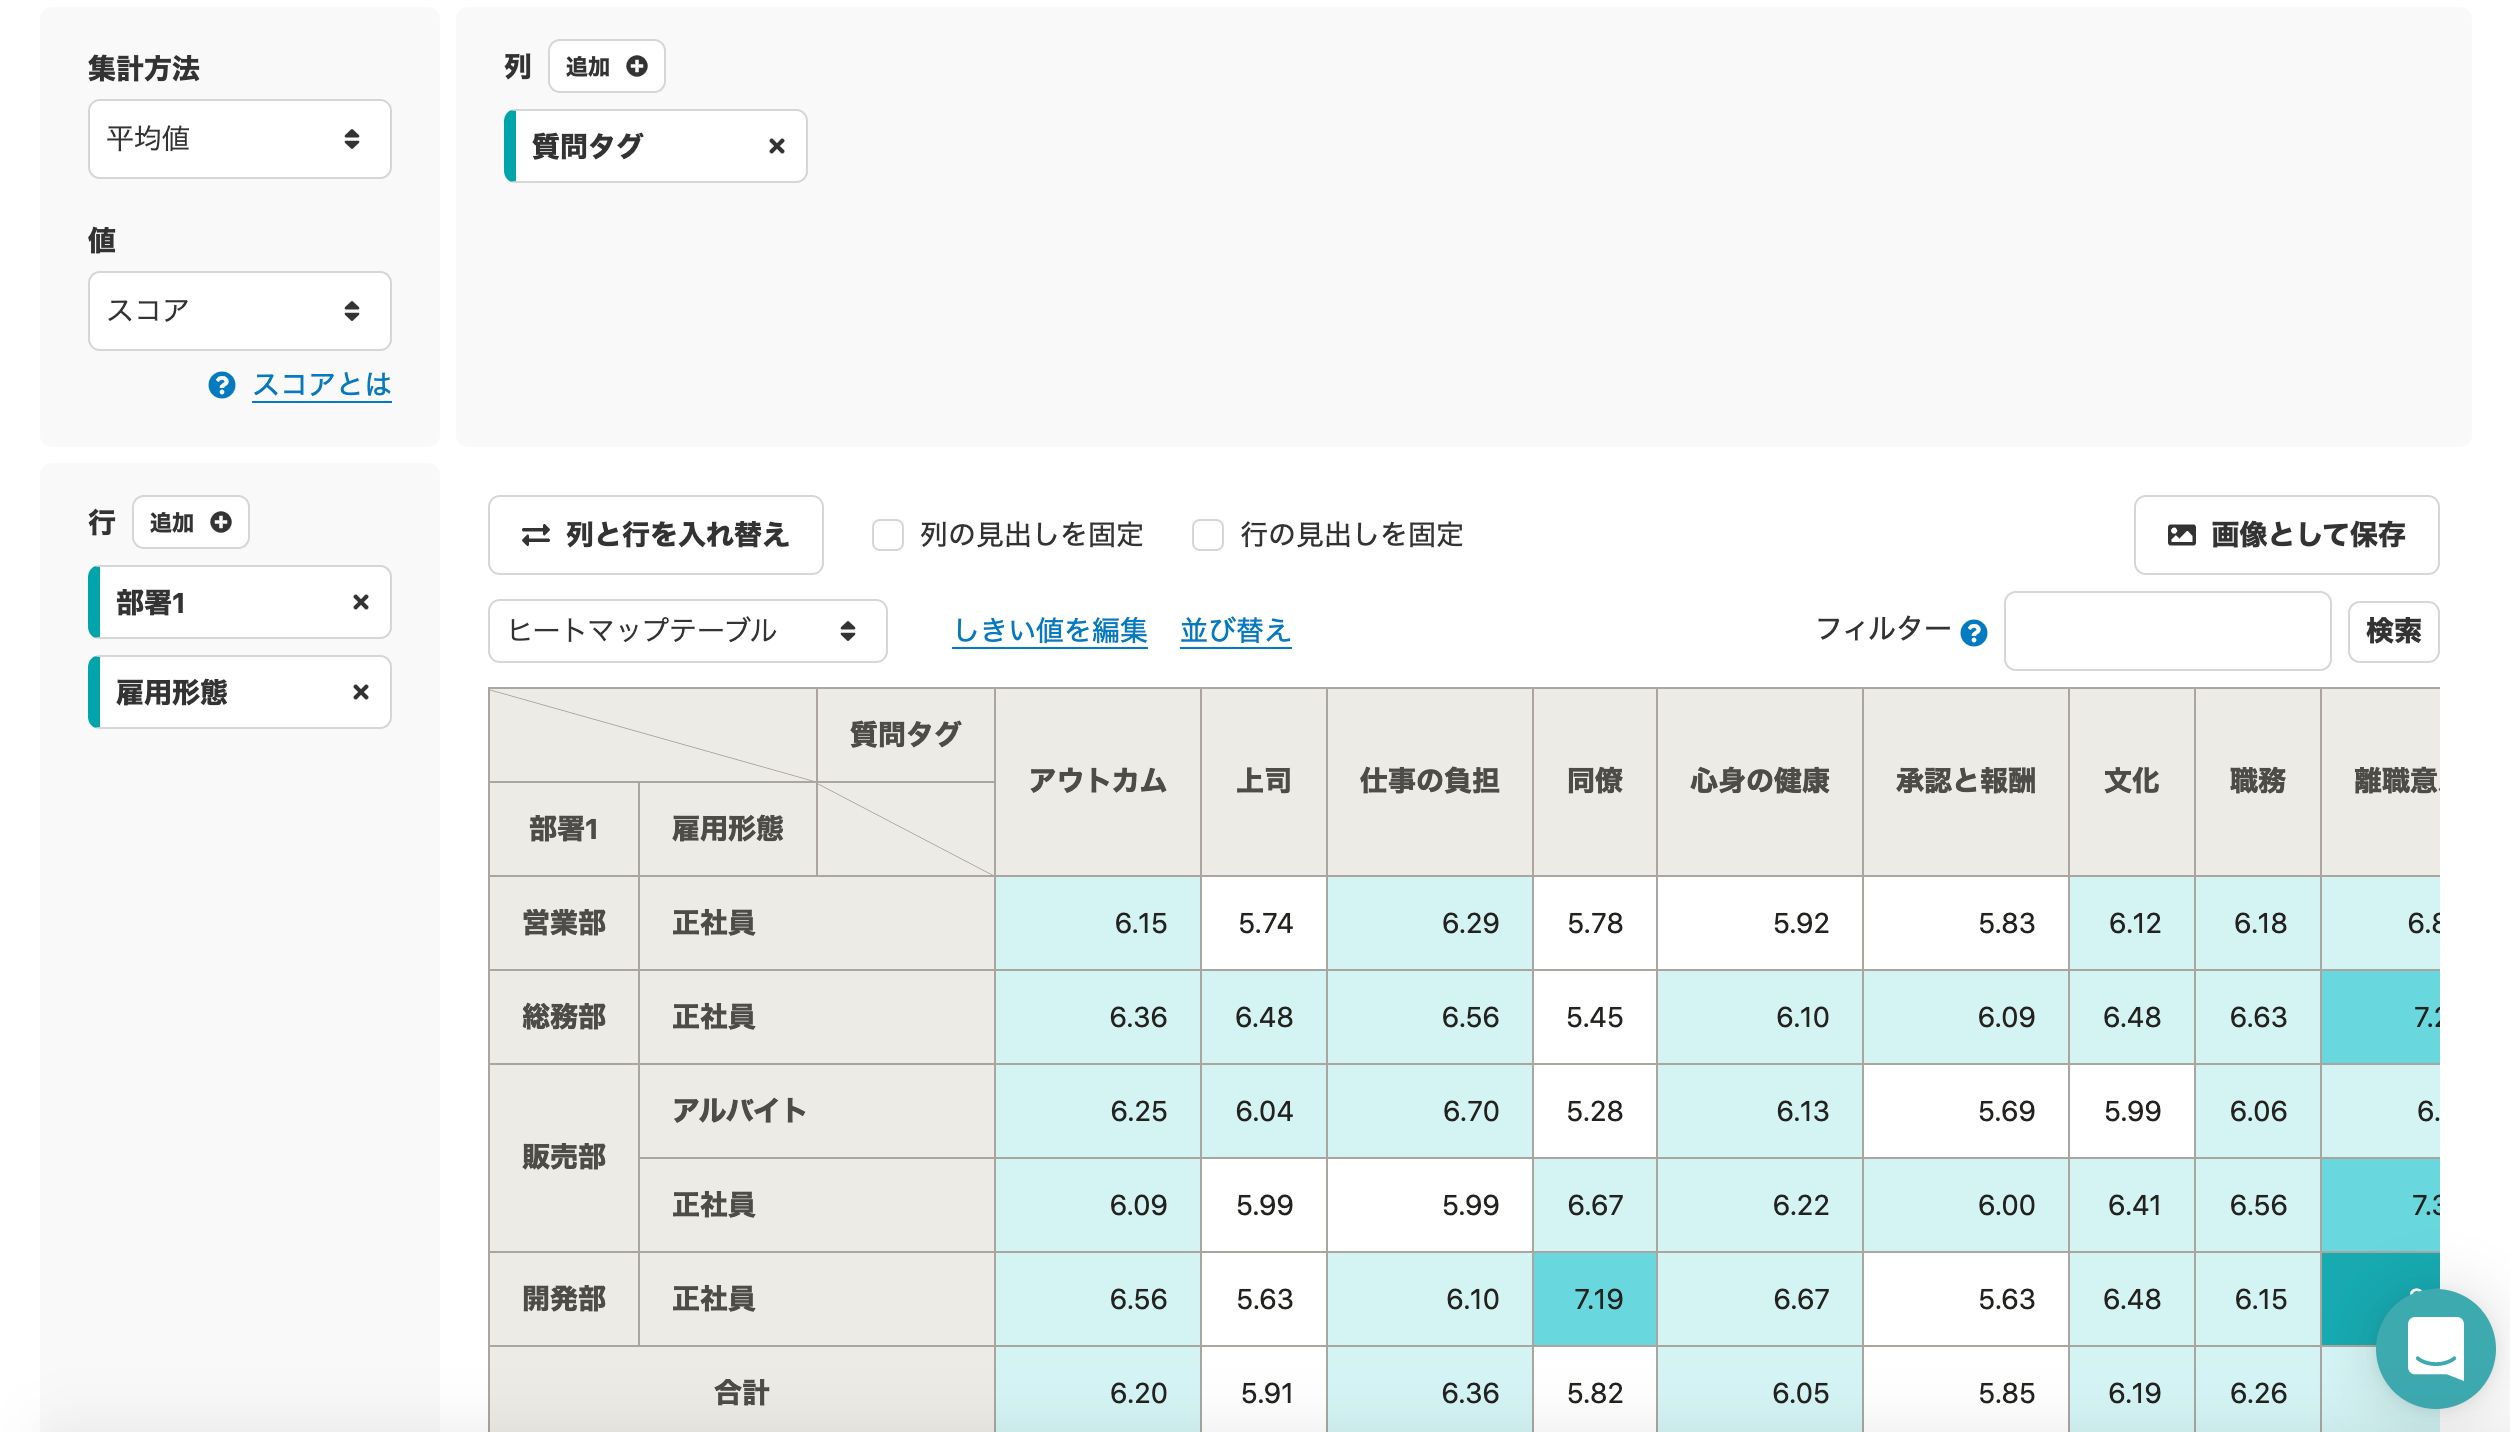 集計方法
平均値
値
スコア
スコアとは
列 追加
質問タグ
行 追加
部署1
雇用形態
列と行を入れ替え 列の見出しを固定 行の見出しを固定 画像として保存
ヒートマップテーブル しきい値を編集 並び替え フィルター 検索
質問タグ
部署1 雇用形態 アウトカム 上司 仕事の負担 同僚 心身の健康 承認と報酬 文化 職務 離職意
営業部 正社員 6.15 5.74 6.29 5.78 5.92 5.83 6.12 6.18 6.8
総務部 正社員 6.36 6.48 6.56 5.45 6.10 6.09 6.48 6.63 7.2
販売部 アルバイト 6.25 6.04 6.70 5.28 6.13 5.69 5.99 6.06 6.
正社員 6.09 5.99 5.99 6.67 6.22 6.00 6.41 6.56 7.3
開発部 正社員 6.56 5.63 6.10 7.19 6.67 5.63 6.48 6.15
合計 6.20 5.91 6.36 5.82 6.05 5.85 6.19 6.26